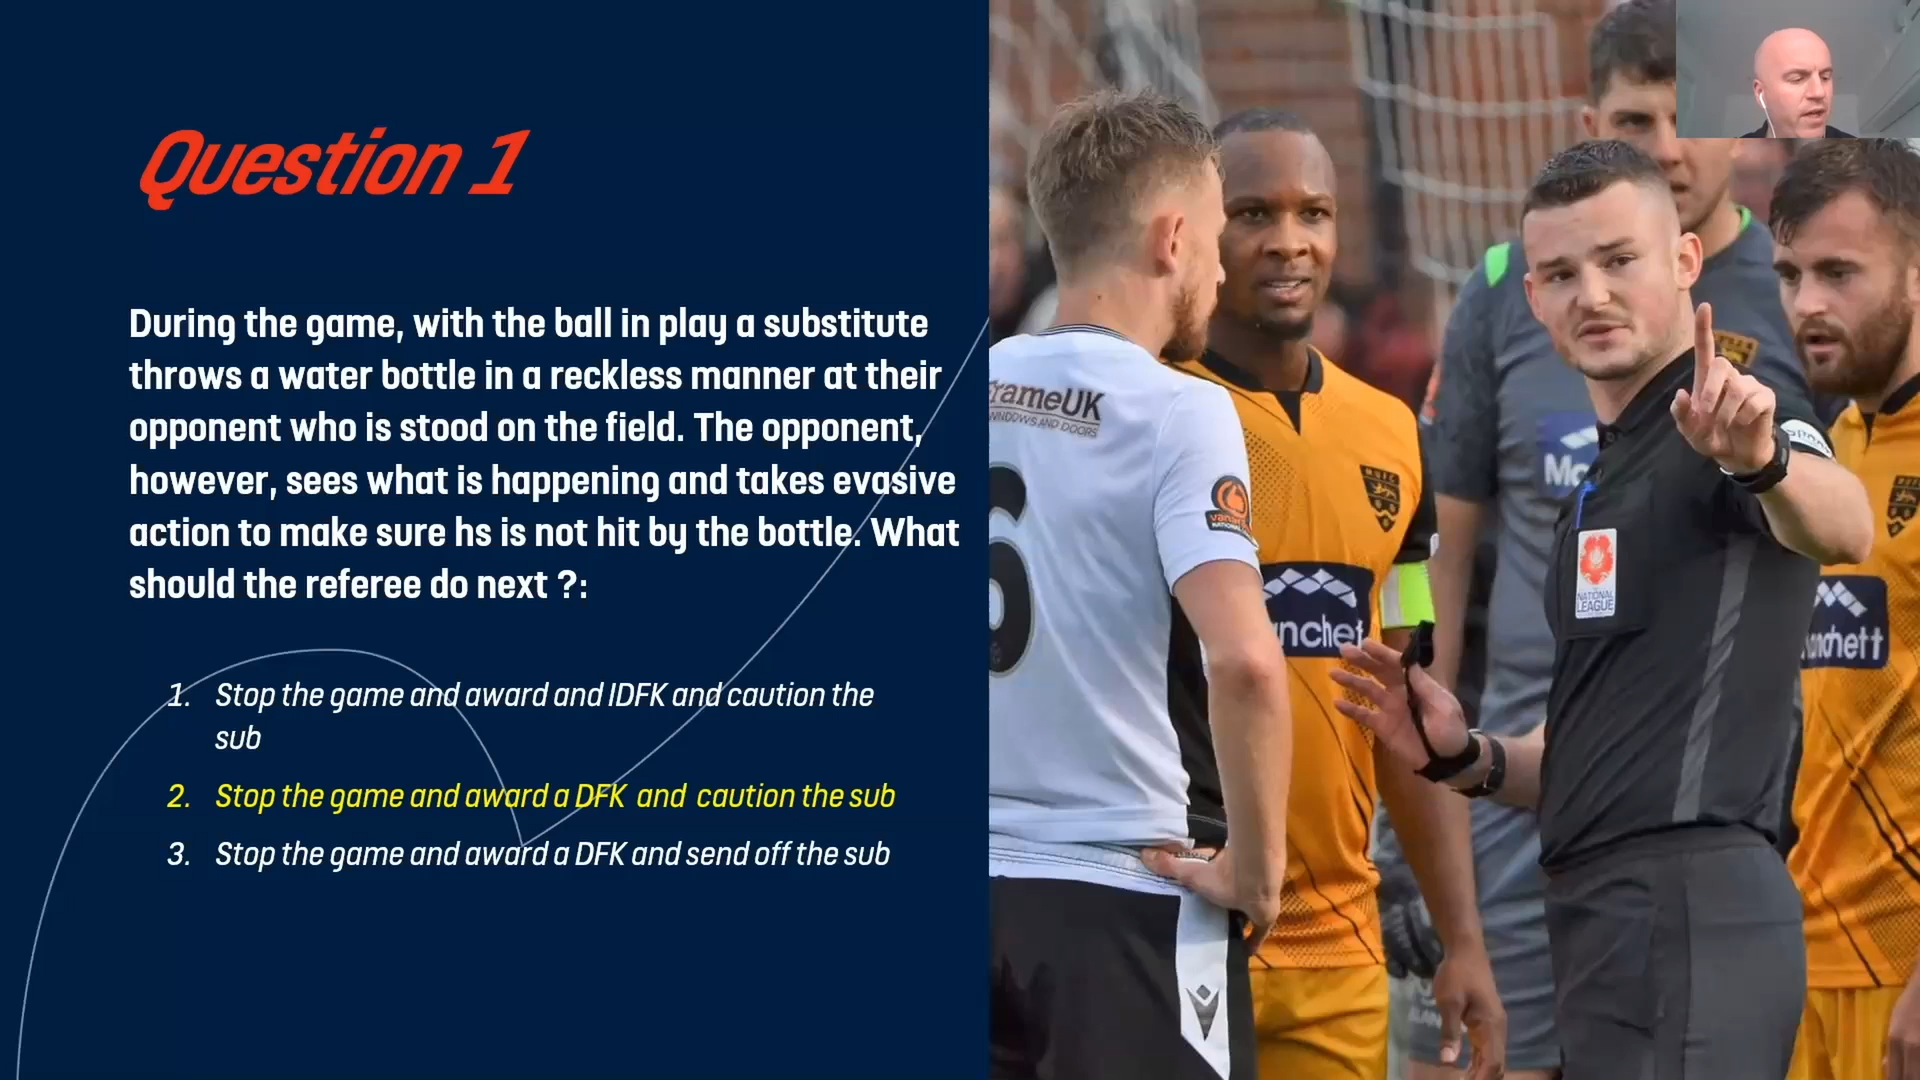 Question 1
During the game, with the ball in play a substitute
throws a water bottle in a reckless manner at their
opponent who is stood on the field. The opponent,
however, sees what is happening and takes evasive
action to make sure hs is not hit by the bottle. What
should the referee do next ?:
1. Stop the game and award and IDFK and caution the
sub
2. Stop the game and award a DFK and caution the sub
3. Stop the game and award a DFK and send off the sub
frameUK
WINDOWS AND DOORS
6
NATIONAL
LEAGUE